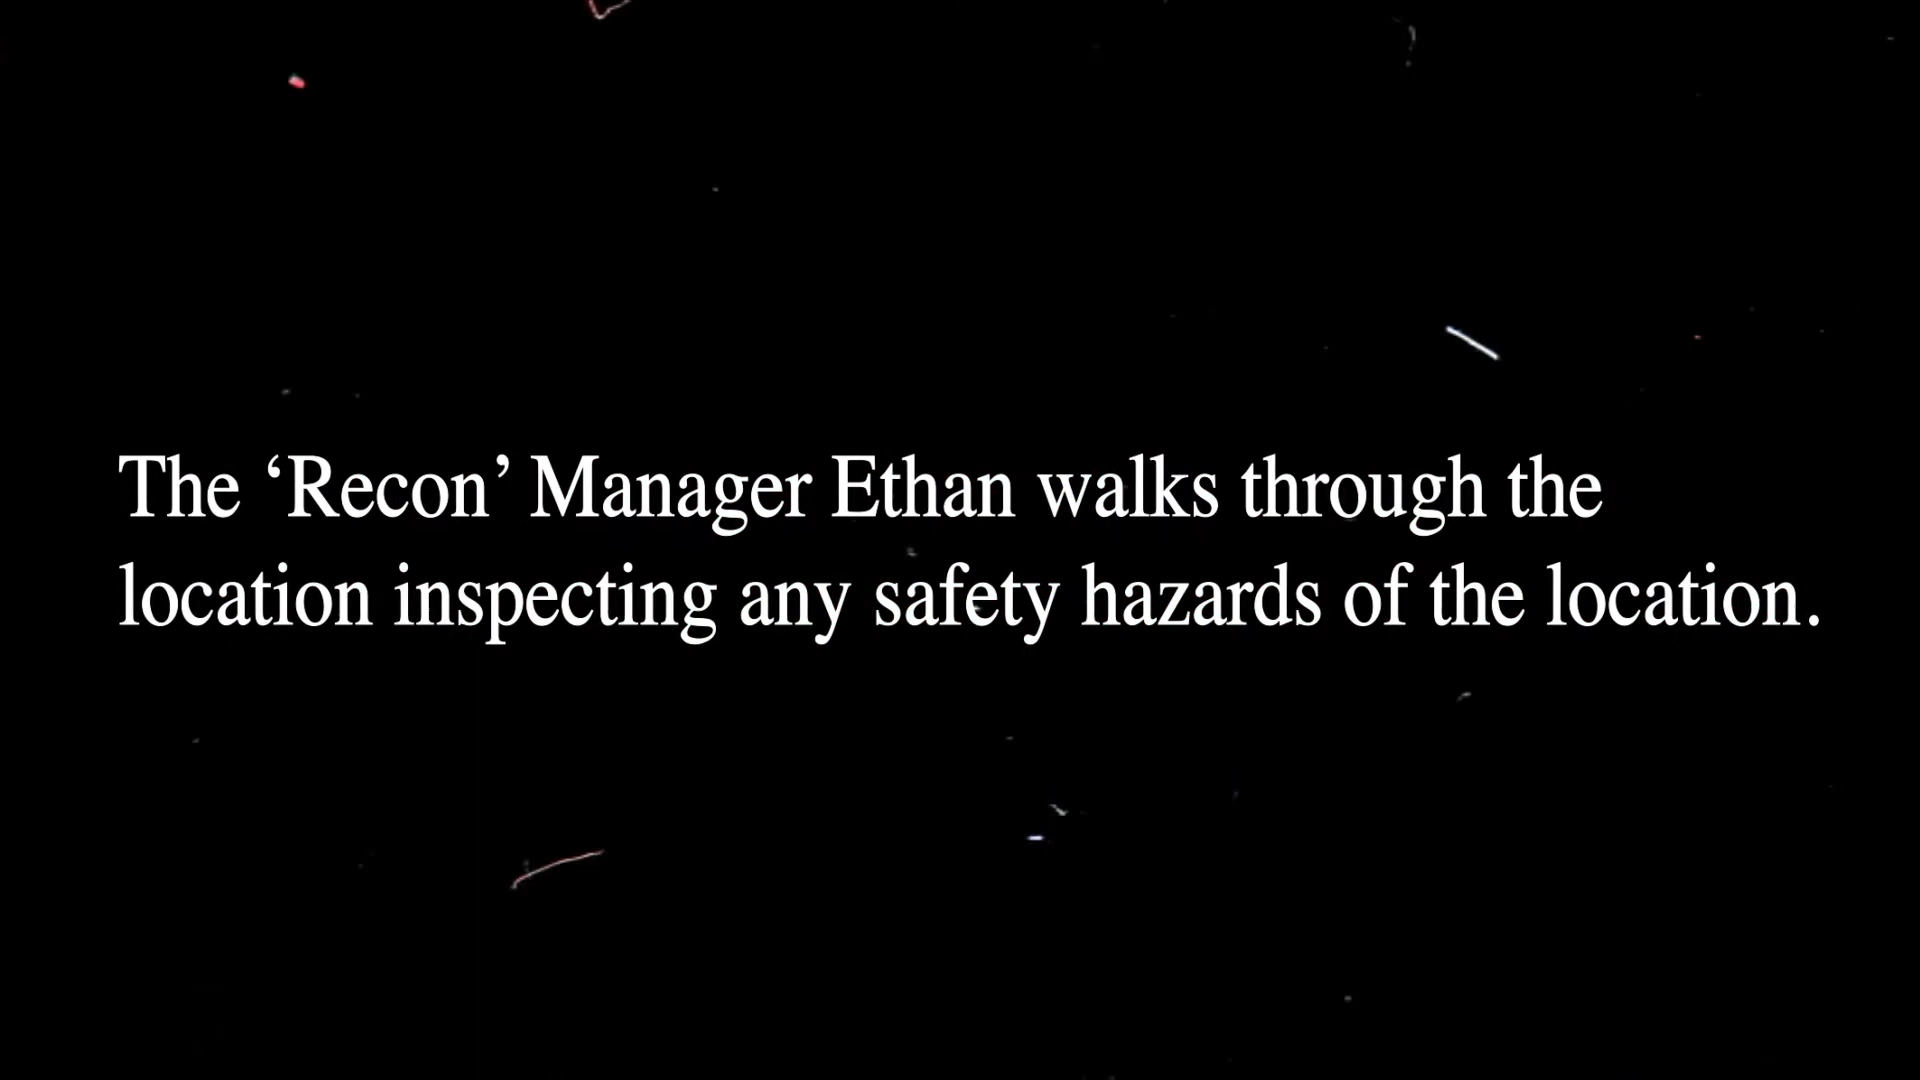 The ‘Recon’ Manager Ethan walks through the
location inspecting any safety hazards of the location.